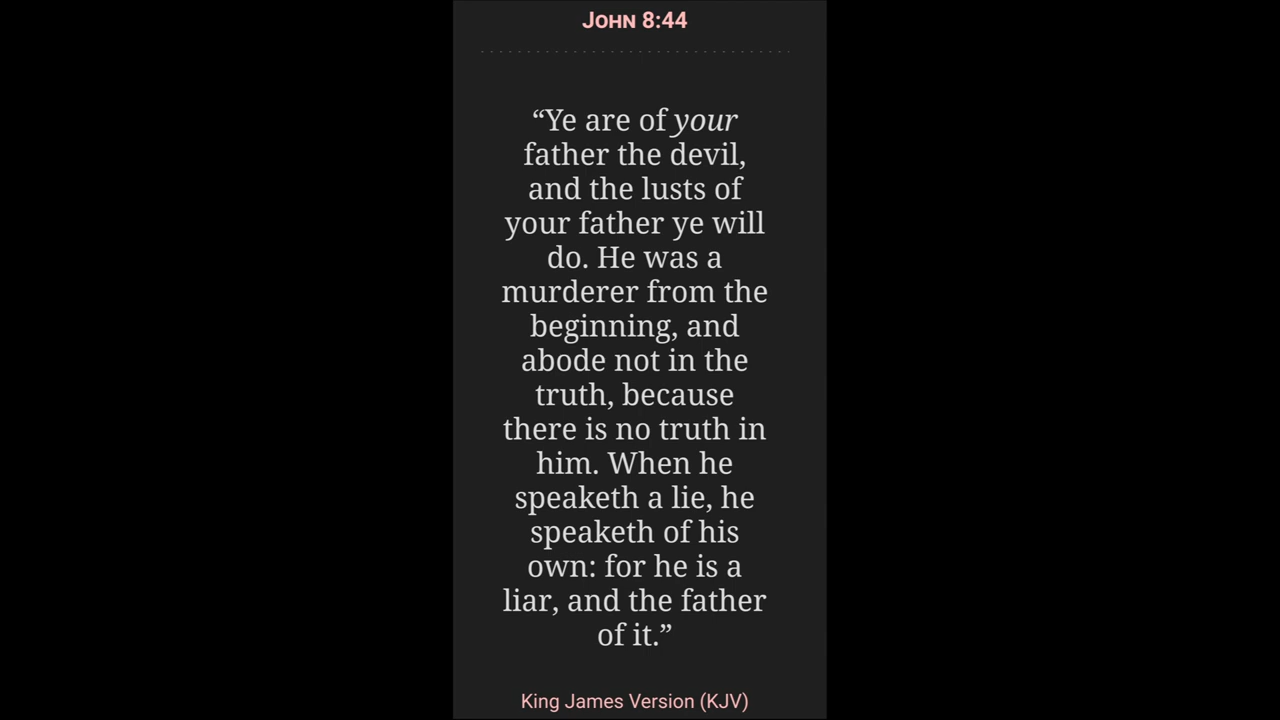 John 8:44
“Ye are of your
father the devil,
and the lusts of
your father ye will
do. He was a
murderer from the
beginning, and
abode not in the
truth, because
there is no truth in
him. When he
speaketh a lie, he
speaketh of his
own: for he is a
liar, and the father
of it.”
King James Version (KJV)